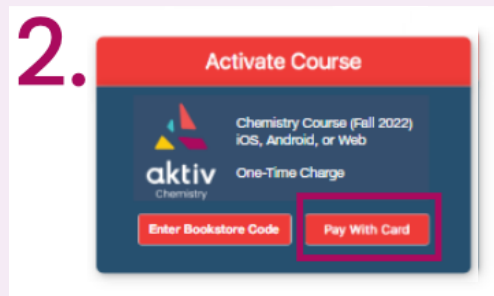 2.
Activate Course
Chemistry Course (Fall 2022)
iOS, Android, or Web
aktiv
Chemistry
One-Time Charge
Enter Bookstore Code
Pay With Card